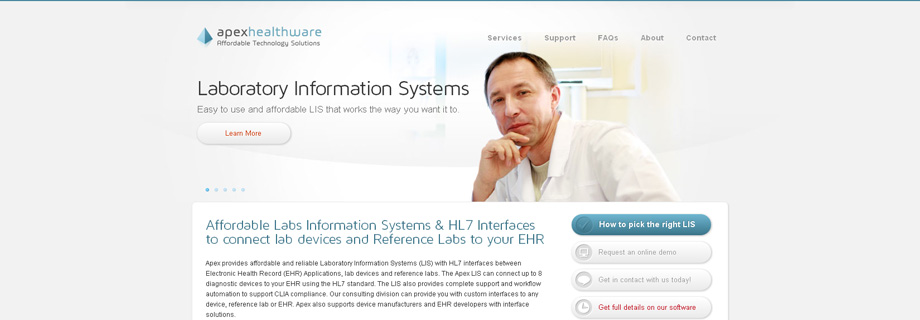 apexhealthware
Affordable Technology Solutions
Services Support FAQs About Contact
Laboratory Information Systems
Easy to use and affordable LIS that works the way you want it to.
Learn More
Affordable Labs Information Systems & HL7 Interfaces
to connect lab devices and Reference Labs to your EHR
Apex provides affordable and reliable Laboratory Information Systems (LIS) with HL7 interfaces between
Electronic Health Record (EHR) Applications, lab devices and reference labs. The Apex LIS can connect up to 8
diagnostic devices to your EHR using the HL7 standard. The LIS also provides complete support and workflow
automation to support CLIA compliance. Our consulting division can provide you with custom interfaces to any
device, reference lab or EHR. Apex also supports device manufacturers and EHR developers with interface
solutions.
How to pick the right LIS
Request an online demo
Get in contact with us today!
Get full details on our software